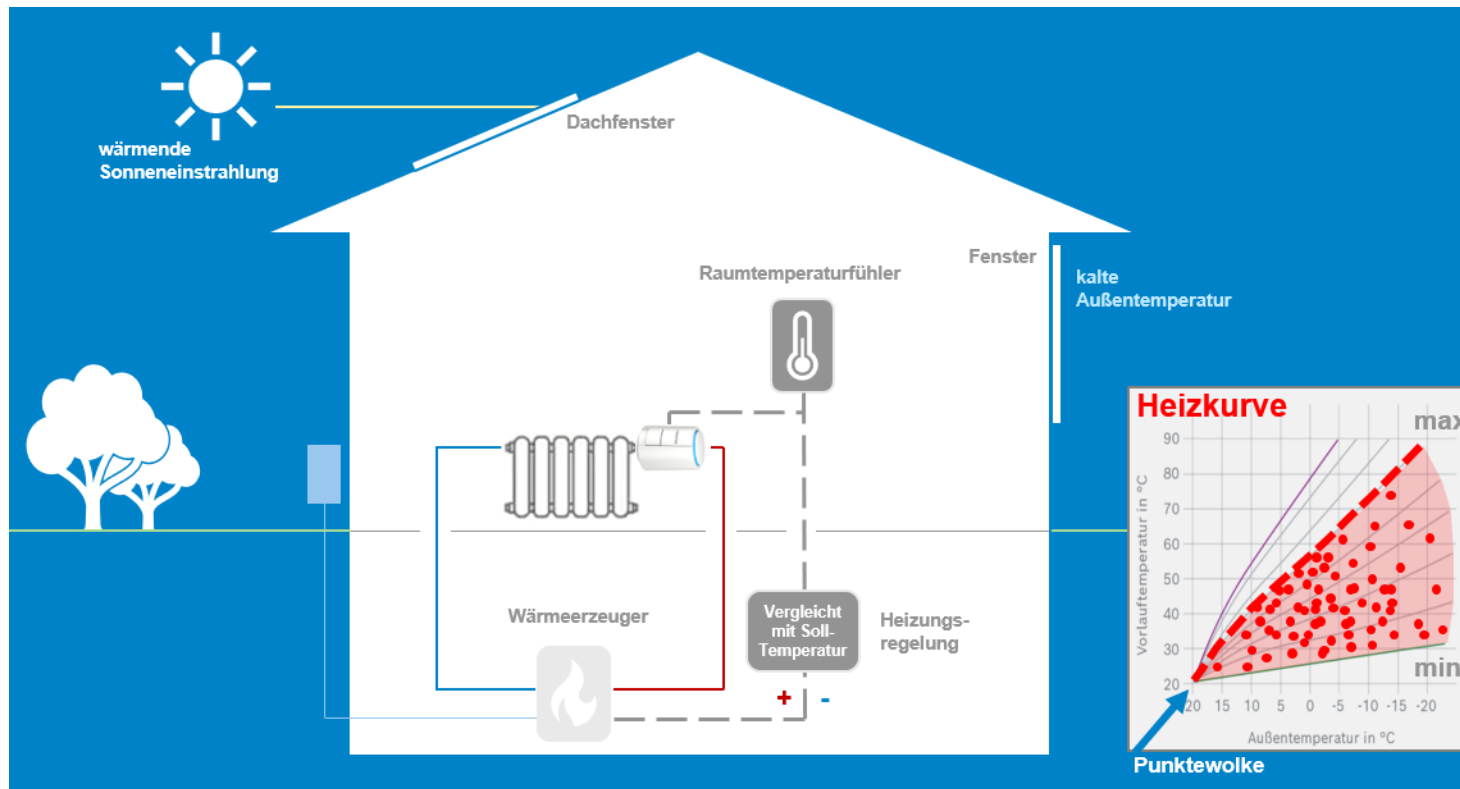 wärmende
Sonneneinstrahlung
Dachfenster
Fenster
kalte
Außentemperatur
Raumtemperaturfühler
Wärmeerzeuger
Vergleicht
mit Soll-
Temperatur
Heizungs-
regelung
+ -
Heizkurve
max
Vorlauftemperatur in °C
90
80
70
60
50
40
30
20
min
20 15 10 5 0 -5 -10 -15 -20
Außentemperatur in °C
Punktewolke